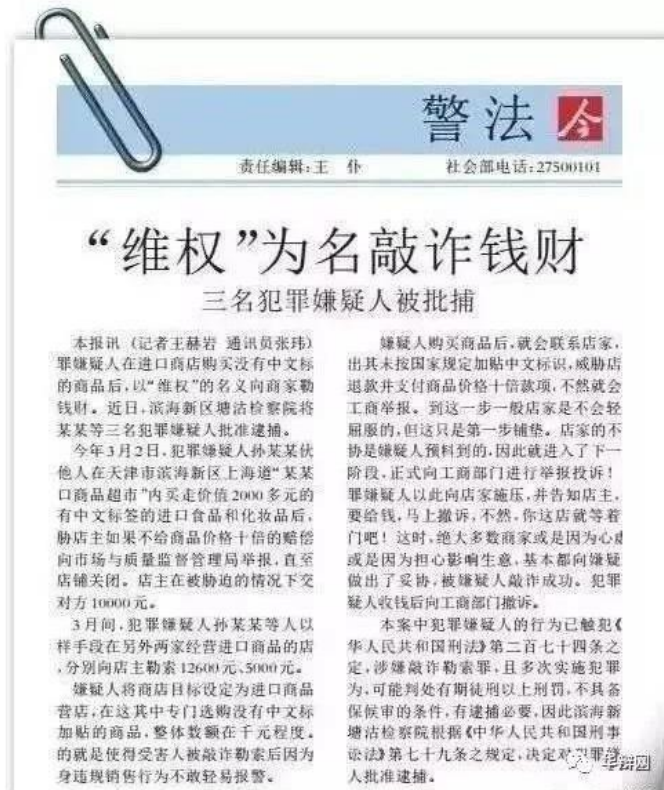 警法 今
责任编辑:王 仆 社会部电话:27500101
“维权”为名敲诈钱财
三名犯罪嫌疑人被批捕
本报讯 (记者王赫岩 通讯员张玮)
罪嫌疑人在进口商店购买没有中文标
的商品后,以“维权”的名义向商家勒
钱财。近日,滨海新区塘沽检察院将
某某等三名犯罪嫌疑人批准逮捕。
今年3月2日,犯罪嫌疑人孙某某伙
他人在天津市滨海新区上海道“某某
口商品超市”内买走价值2000多元的
有中文标签的进口食品和化妆品后,
胁店主如果不给商品价格十倍的赔偿
向市场与质量监督管理局举报,直至
店铺关闭。店主在被胁迫的情况下交
对方10000元。
3月间,犯罪嫌疑人孙某某等人以
样手段在另外两家经营进口商品的店
,分别向店主勒索12600元、5000元。
嫌疑人将商店目标设定为进口商品
营店,在这其中专门选购没有中文标
加贴的商品,整体数额在千元程度。
的就是使得受害人被敲诈勒索后因为
身违规销售行为不敢轻易报警。
嫌疑人购买商品后,就会联系店家,
出其未按国家规定加贴中文标识,威胁店
退款并支付商品价格十倍款项,不然就会
工商举报。到这一步一般店家是不会轻
屈服的,但这只是第一步铺垫。店家的不
协是嫌疑人预料到的,因此就进入了下一
阶段,正式向工商部门进行举报投诉!
罪嫌疑人以此向店家施压,并告知店主,
要给钱,马上撤诉,不然,你这店就等着
门吧!这时,绝大多数商家或是因为心虚
或是因为担心影响生意,基本都向嫌疑
做出了妥协,被嫌疑人敲诈成功。犯罪
疑人收钱后向工商部门撤诉。
本案中犯罪嫌疑人的行为已触犯《
华人民共和国刑法》第二百七十四条之
定,涉嫌敲诈勒索罪,且多次实施犯罪
为,可能判处有期徒刑以上刑罚,不具备
保候审的条件,有逮捕必要,因此滨海新
塘沽检察院根据《中华人民共和国刑事
讼法》第七十九条之规定,决定对犯罪嫌
人批准逮捕。
华辩网